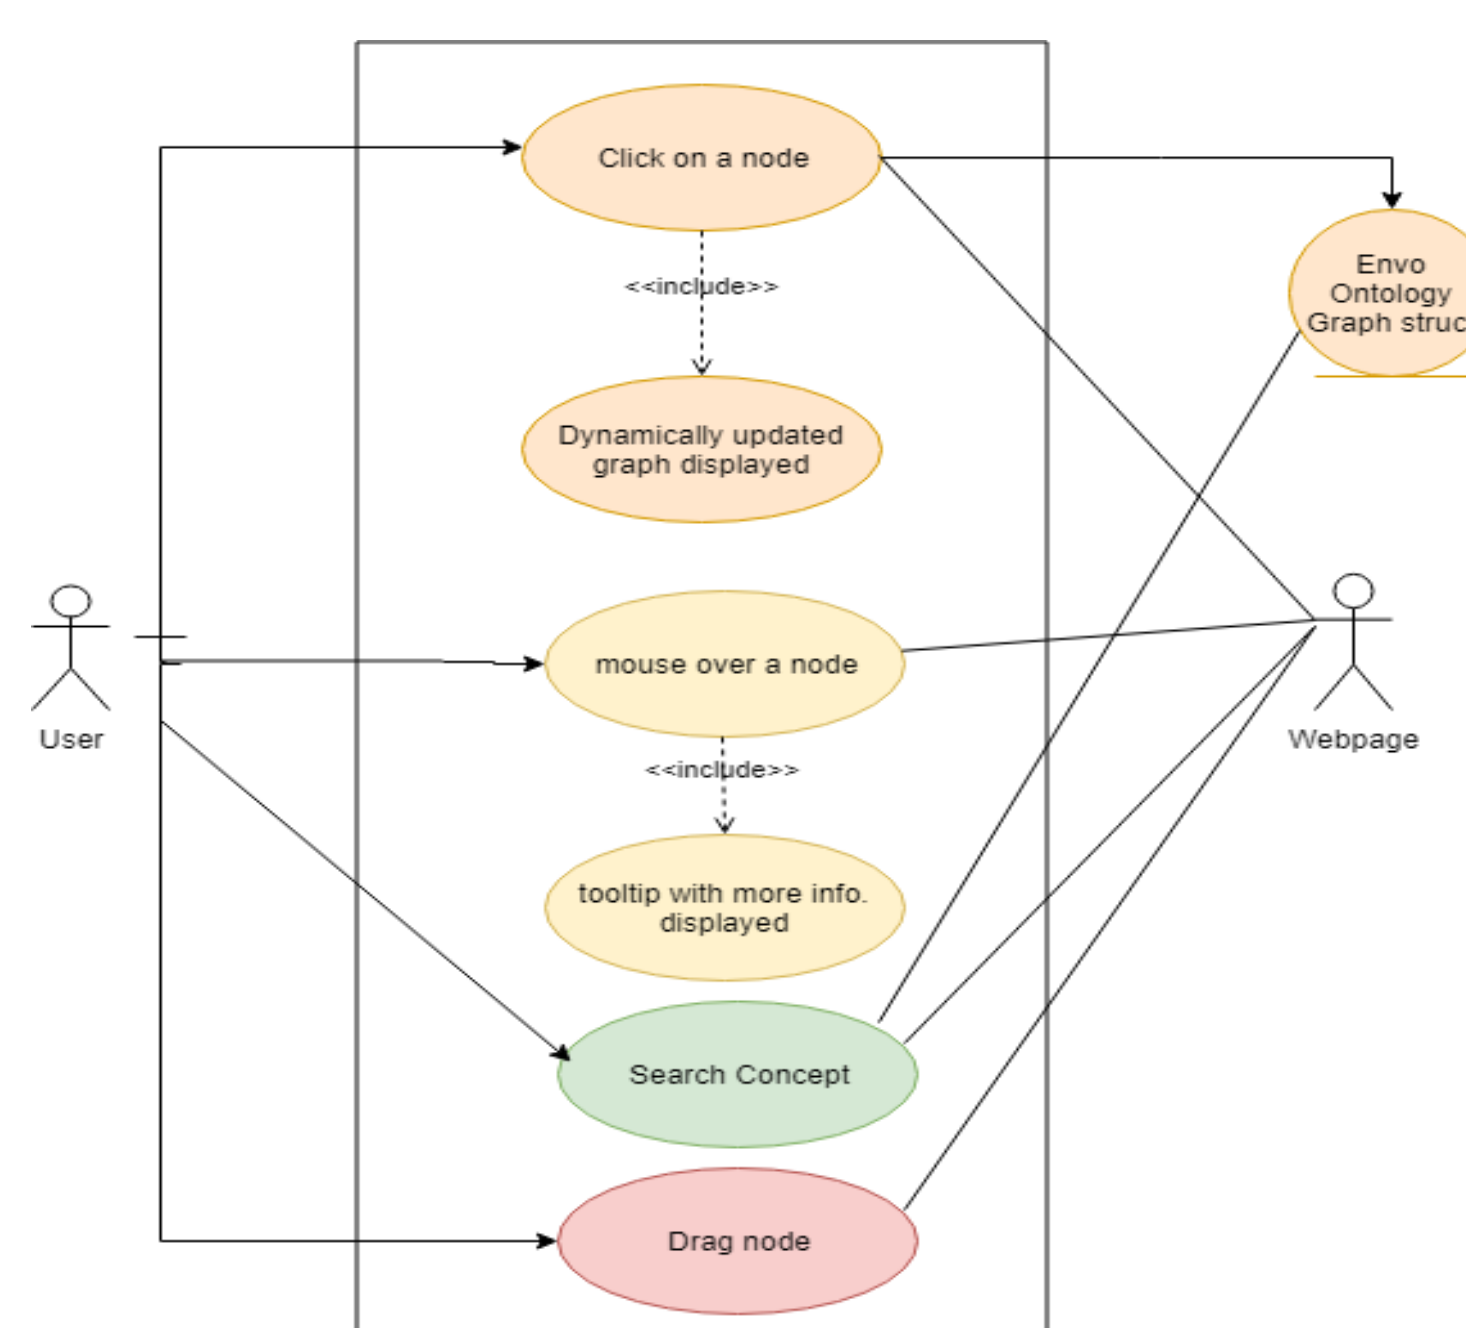 Click on a node
<<include>>
Envo
Ontology
Graph struc
Dynamically updated
graph displayed
mouse over a node
User
Webpage
<<include>>
tooltip with more info.
displayed
Search Concept
Drag node